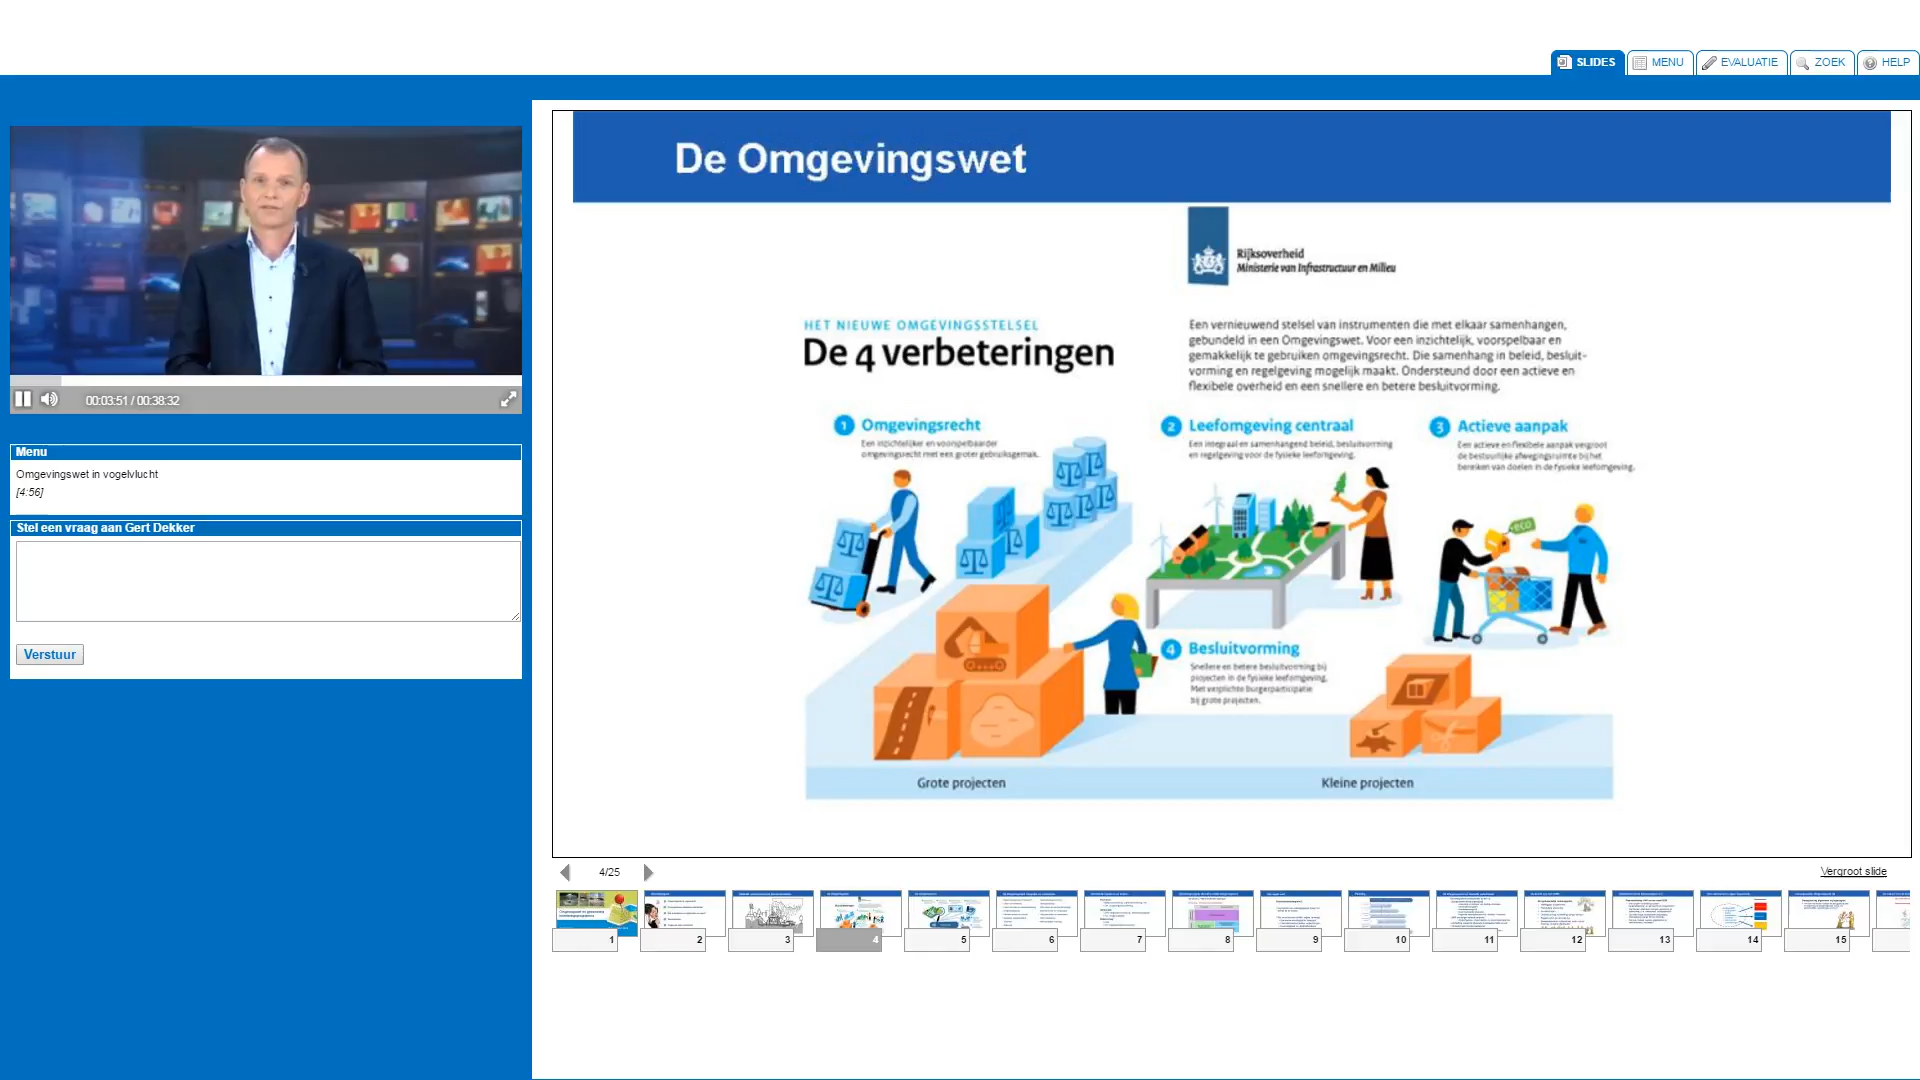 SLIDES
MENU
EVALUATIE
ZOEK
HELP
00:03:51 / 00:38:32
Menu
Omgevingswet in vogelvlucht
[4:56]
Stel een vraag aan Gert Dekker
Verstuur
De Omgevingswet
Rijksoverheid
Ministerie van Infrastructuur en Milieu
HET NIEUWE OMGEVINGSSTELSEL
De 4 verbeteringen
Een vernieuwend stelsel van instrumenten die met elkaar samenhangen,
gebundeld in een Omgevingswet. Voor een inzichtelijk, voorspelbaar en
gemakkelijk te gebruiken omgevingsrecht. Die samenhang in beleid, besluit-
vorming en regelgeving mogelijk maakt. Ondersteund door een actieve en
flexibele overheid en een snellere en betere besluitvorming.
1 Omgevingsrecht
Een inzichtelijker en voorspelbaarder
omgevingsrecht met een groter gebruiksgemak.
2 Leefomgeving centraal
Een integraal en samenhangend beleid, besluitvorming
en regelgeving voor de fysieke leefomgeving.
3 Actieve aanpak
Een actieve en flexibele aanpak vergroot
de bestuurlijke afwegingsruimte bij het
bereiken van doelen in de fysieke leefomgeving.
eco
4 Besluitvorming
Snellere en betere besluitvorming bij
projecten in de fysieke leefomgeving.
Met verplichte burgerparticipatie
bij grote projecten.
Grote projecten
Kleine projecten
4/25
Vergroot slide
1
2
3
4
5
6
7
8
9
10
11
12
13
14
15